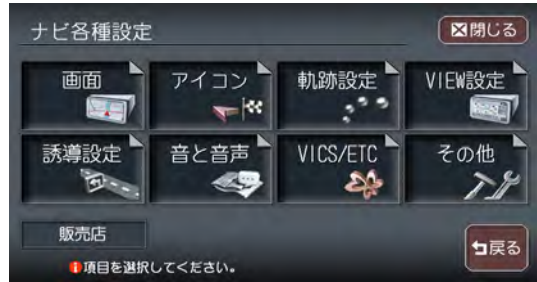 ナビ各種設定
閉じる
画面 アイコン 軌跡設定 VIEW設定
誘導設定 音と音声 VICS/ETC その他
販売店
戻る
項目を選択してください。